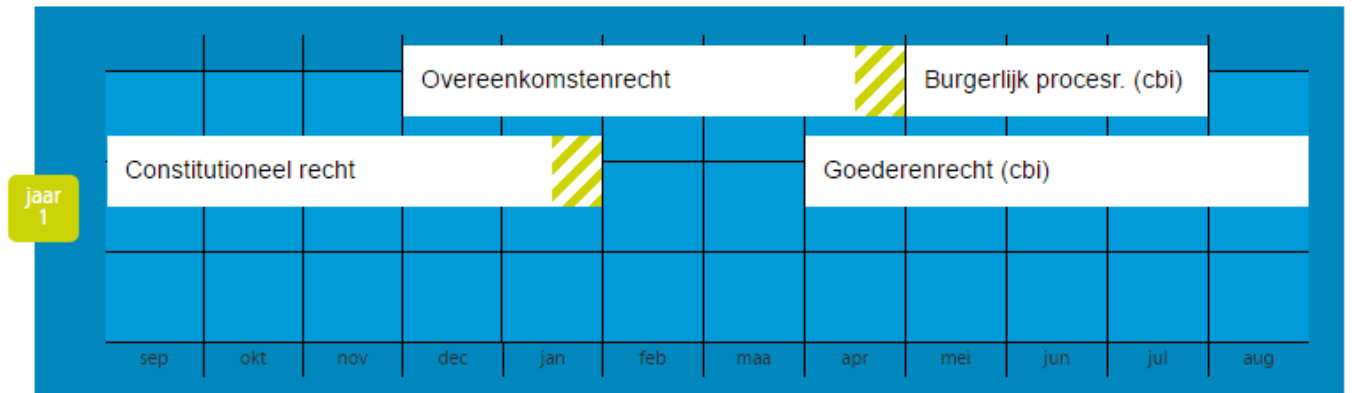 Overeenkomstenrecht
Burgerlijk procesr. (cbi)
Constitutioneel recht
Goederenrecht (cbi)
jaar
1
sep okt nov dec jan feb maa apr mei jun jul aug